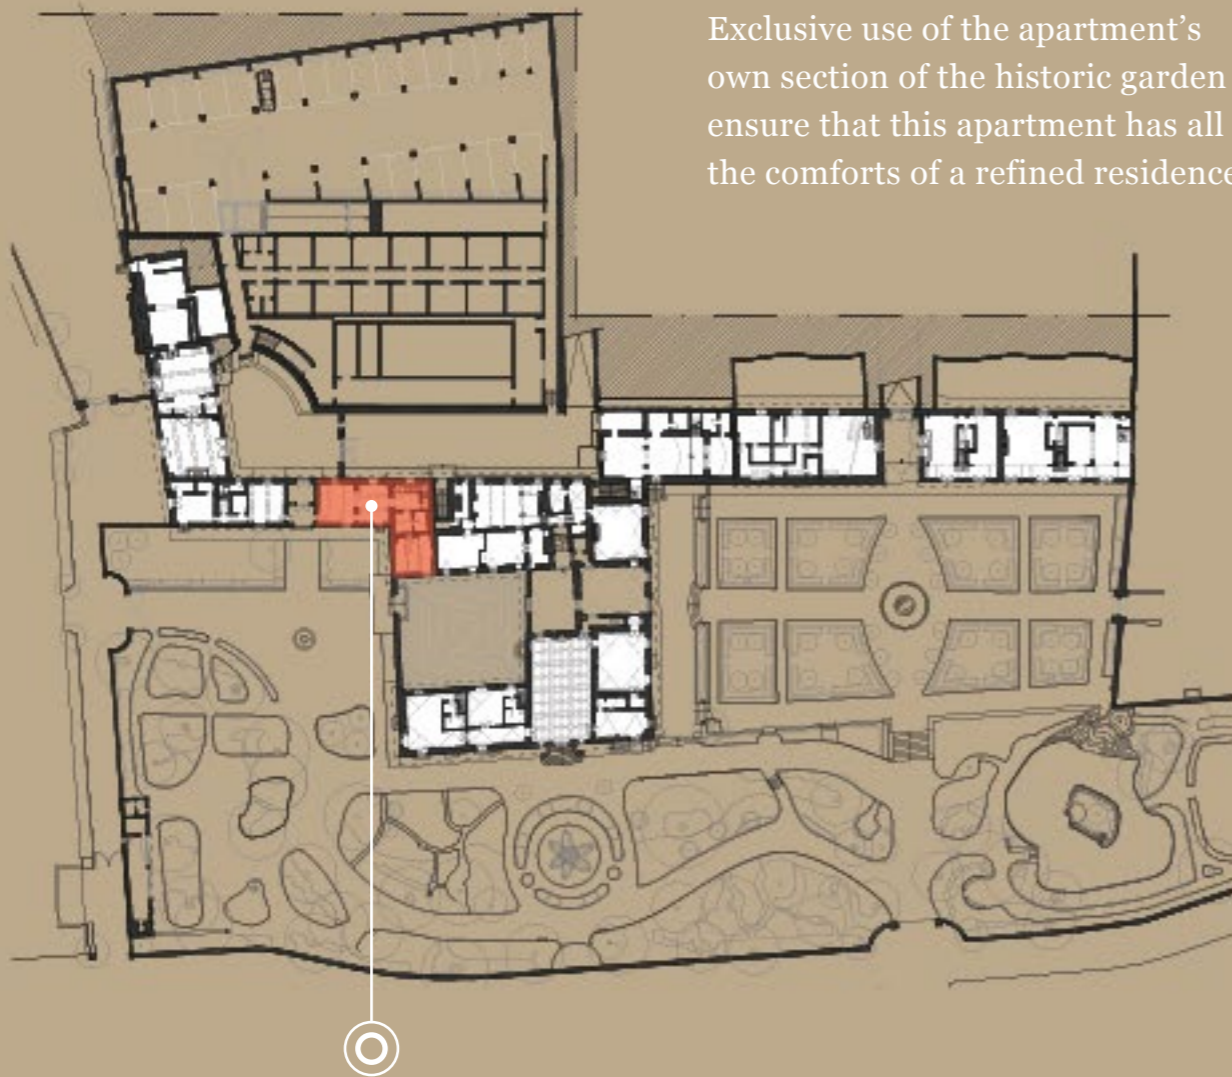 Exclusive use of the apartment’s
own section of the historic garden
ensure that this apartment has all
the comforts of a refined residence